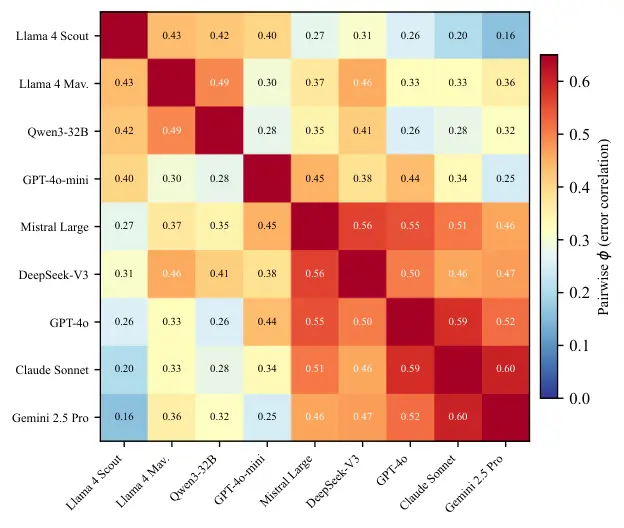 Llama 4 Scout 0.43 0.42 0.40 0.27 0.31 0.26 0.20 0.16
Llama 4 Mav. 0.43 0.49 0.30 0.37 0.46 0.33 0.33 0.36
Qwen3-32B 0.42 0.49 0.28 0.35 0.41 0.26 0.28 0.32
GPT-4o-mini 0.40 0.30 0.28 0.45 0.38 0.44 0.34 0.25
Mistral Large 0.27 0.37 0.35 0.45 0.56 0.55 0.51 0.46
DeepSeek-V3 0.31 0.46 0.41 0.38 0.56 0.50 0.46 0.47
GPT-4o 0.26 0.33 0.26 0.44 0.55 0.50 0.59 0.52
Claude Sonnet 0.20 0.33 0.28 0.34 0.51 0.46 0.59 0.60
Gemini 2.5 Pro 0.16 0.36 0.32 0.25 0.46 0.47 0.52 0.60
Llama 4 Scout
Llama 4 Mav.
Qwen3-32B
GPT-4o-mini
Mistral Large
DeepSeek-V3
GPT-4o
Claude Sonnet
Gemini 2.5 Pro
0.6
0.5
0.4
0.3
0.2
0.1
0.0
Pairwise ϕ (error correlation)